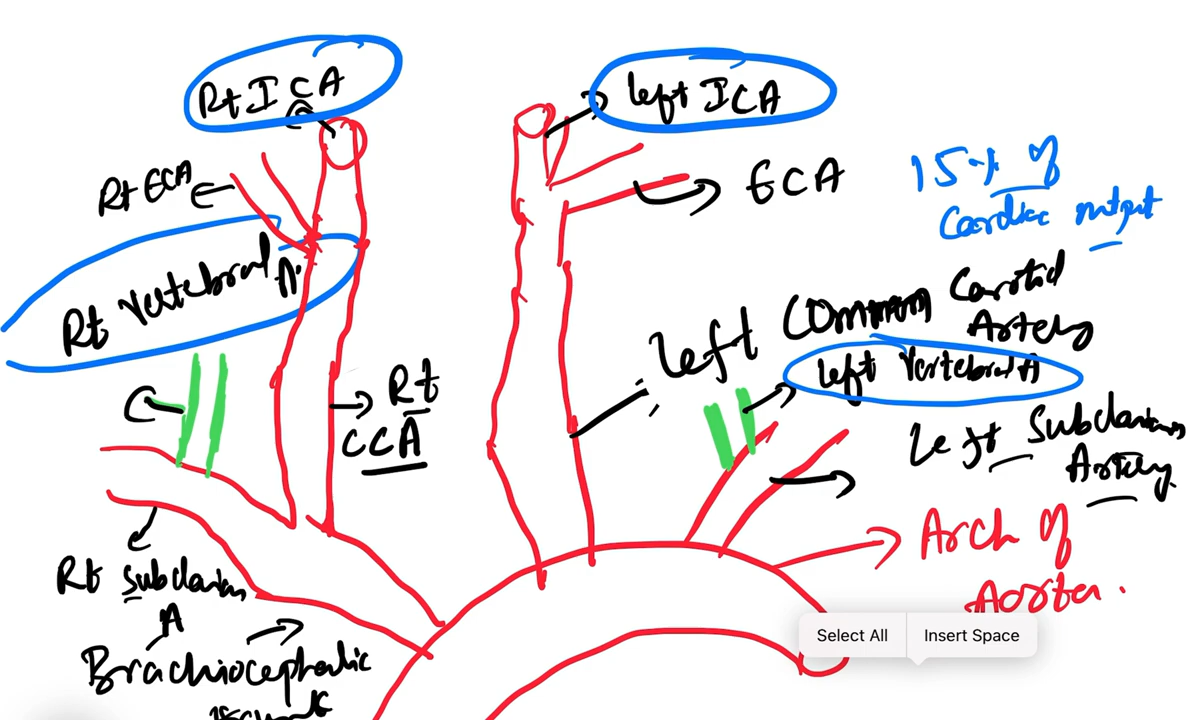 Rt ICA
left ICA
Rt ECA
ECA
15% of
Cardiac output
Rt Vertebral
A.
left Common Carotid
Artery
left Vertebral A
Rt
CCA
Left Subclavian
Artery
Arch of
Aorta.
Rt Subclavian
A
Brachiocephalic
Select All
Insert Space